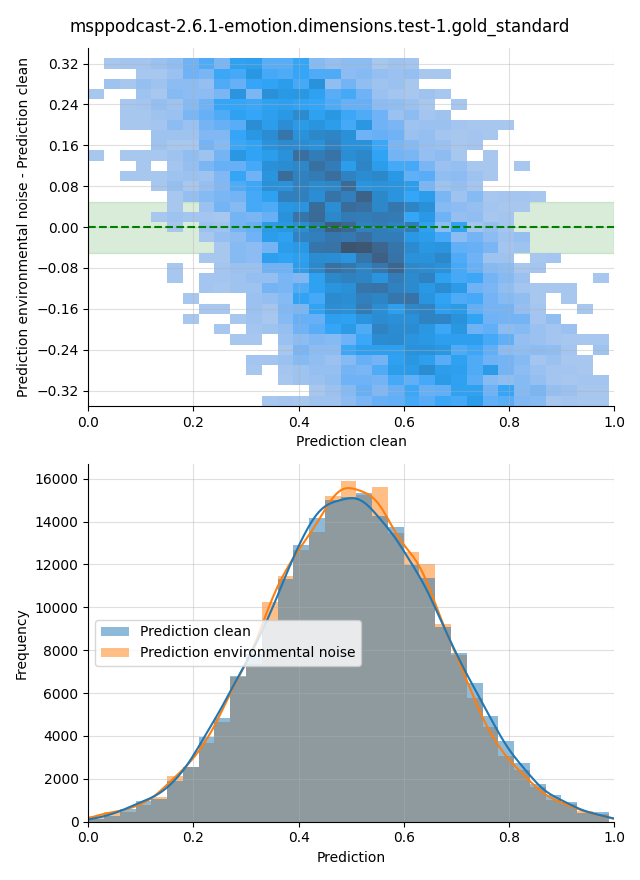 msppodcast-2.6.1-emotion.dimensions.test-1.gold_standard
Prediction environmental noise - Prediction clean
0.32
0.24
0.16
0.08
0.00
−0.08
−0.16
−0.24
−0.32
0.0 0.2 0.4 0.6 0.8 1.0
Prediction clean
Frequency
16000
14000
12000
10000
8000
6000
4000
2000
0
Prediction clean
Prediction environmental noise
0.0 0.2 0.4 0.6 0.8 1.0
Prediction